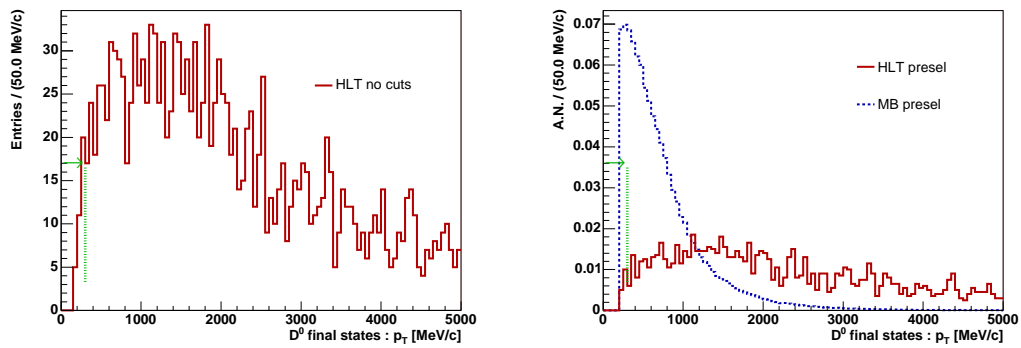 Entries / (50.0 MeV/c)
30
25
20
15
10
5
0
HLT no cuts
0 1000 2000 3000 4000 5000
D⁰ final states : p_T [MeV/c]
A.N. / (50.0 MeV/c)
0.07
0.06
0.05
0.04
0.03
0.02
0.01
0
HLT presel
MB presel
0 1000 2000 3000 4000 5000
D⁰ final states : p_T [MeV/c]